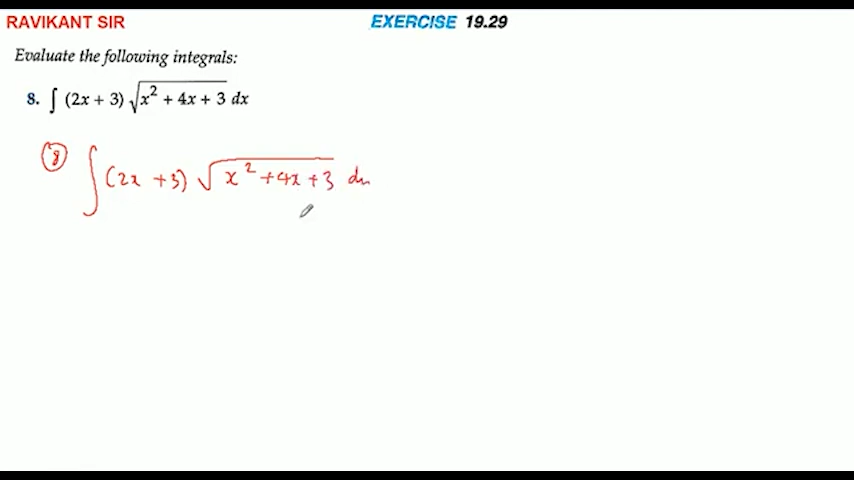 RAVIKANT SIR
EXERCISE 19.29
Evaluate the following integrals:
8. ∫ (2x + 3) √(x² + 4x + 3) dx
⑧ ∫ (2x + 3) √(x² + 4x + 3) dx